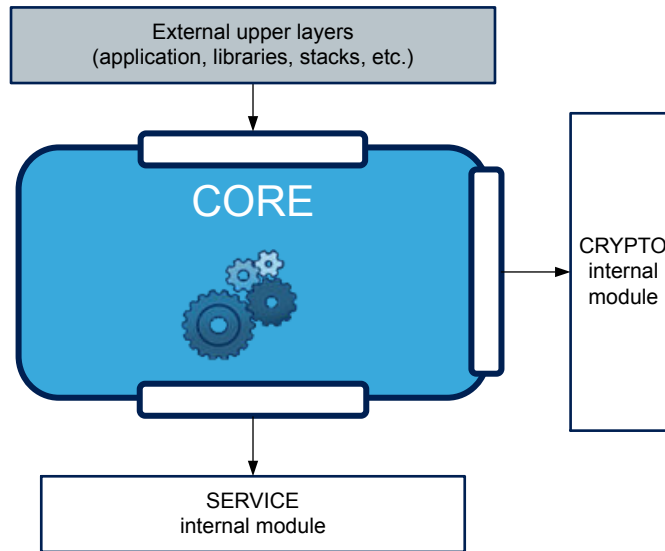 External upper layers
(application, libraries, stacks, etc.)
CORE
CRYPTO
internal
module
SERVICE
internal module